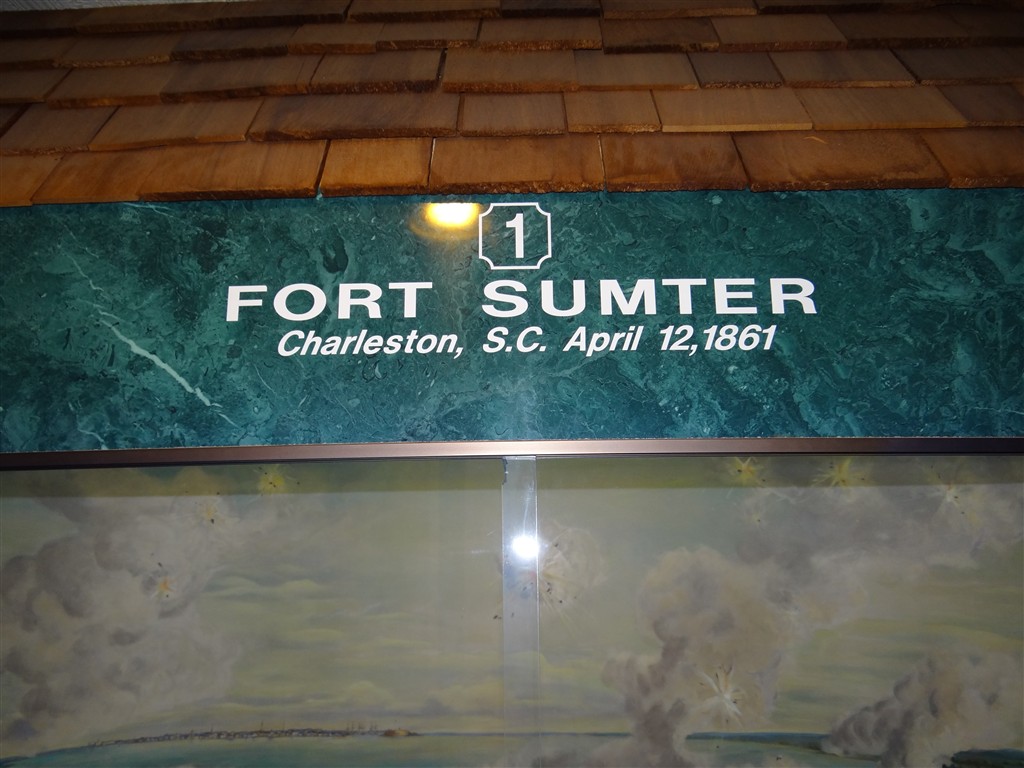 1
FORT SUMTER
Charleston, S.C. April 12,1861